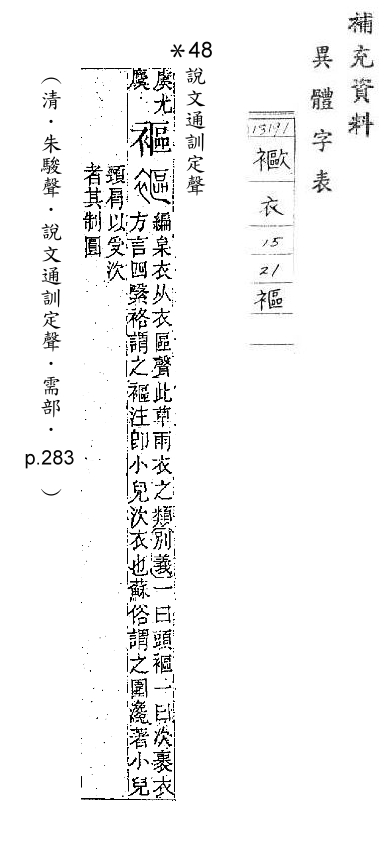 補充資料
異體字表
13191
𧝸
衣
15
21
褔
*48
說文通訓定聲
虞尤 𧝸 編枲衣从衣區聲此草雨衣之類別義一曰頭褔一曰次裹衣
虞 方言四緊袼謂之褔注卽小兒次衣也蘇俗謂之圍瀺著小兒
頸肩以受次
者其制圓
(清．朱駿聲．說文通訓定聲．需部．
p.283
)